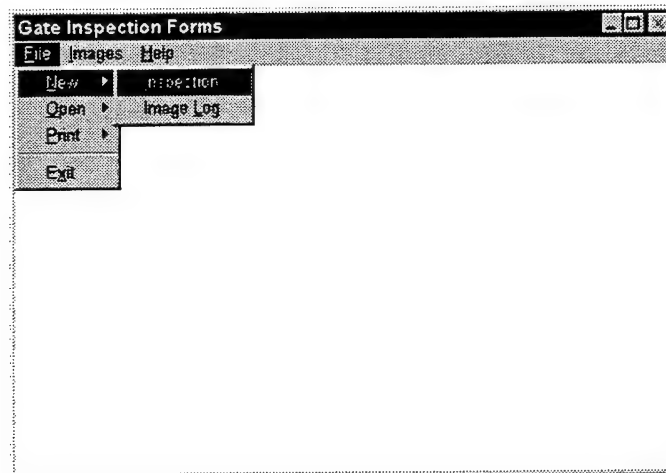 Gate Inspection Forms
File Images Help
New Inspection
Open Image Log
Print
Exit